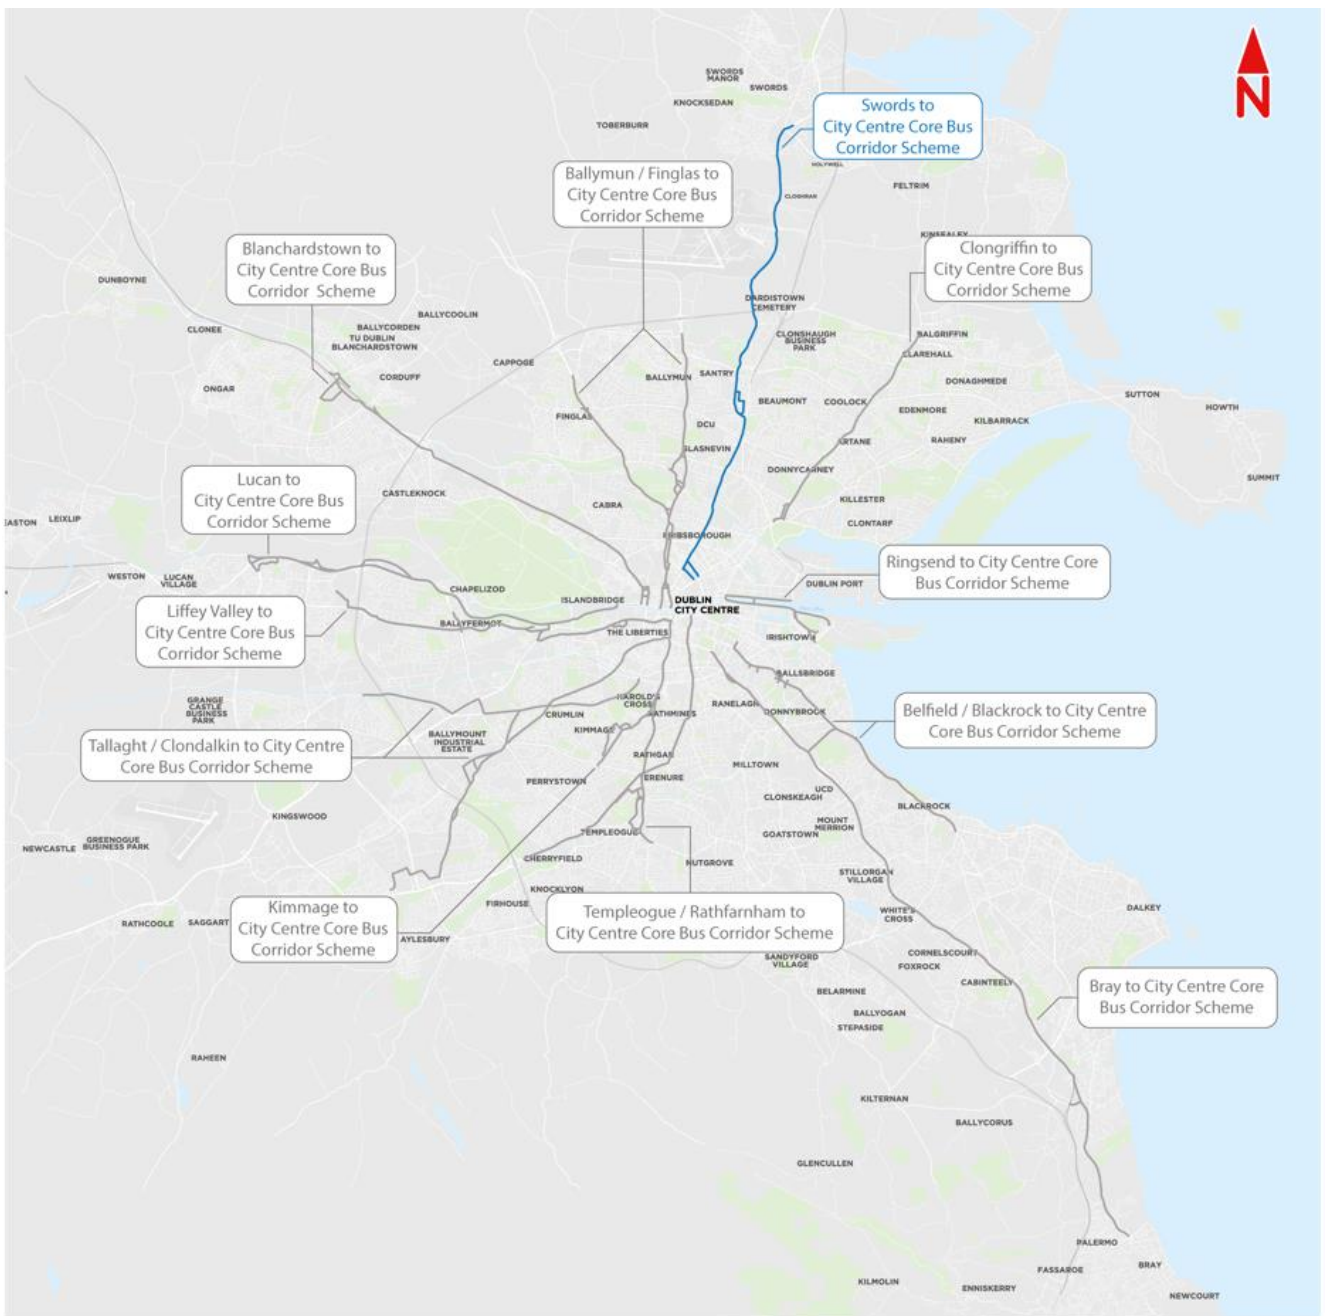 N
SWORDS
MANOR
SWORDS
KNOCKSEDAN
TOBERBURR
Swords to
City Centre Core Bus
Corridor Scheme
HOLYWELL
FELTRIM
CLOGHRAN
Ballymun / Finglas to
City Centre Core Bus
Corridor Scheme
KINSEALEY
Clongriffin to
City Centre Core Bus
Corridor Scheme
Blanchardstown to
City Centre Core Bus
Corridor Scheme
DUNBOYNE
DARDISTOWN
CEMETERY
BALLYCOOLIN
CLONEE
BALLYCORDEN
TU DUBLIN
BLANCHARDSTOWN
CLONSHAUGH
BUSINESS
PARK
BALGRIFFIN
CLAREHALL
CAPPOGE
CORDUFF
BALLYMUN
SANTRY
DONAGHMEDE
ONGAR
SUTTON
HOWTH
BEAUMONT
COOLOCK
EDENMORE
KILBARRACK
FINGLAS
DCU
GLASNEVIN
ARTANE
RAHENY
DONNYCARNEY
SUMMIT
Lucan to
City Centre Core Bus
Corridor Scheme
CASTLEKNOCK
CABRA
KILLESTER
CLONTARF
EASTON
LEIXLIP
PHIBSBOROUGH
Ringsend to City Centre Core
Bus Corridor Scheme
WESTON
LUCAN
VILLAGE
CHAPELIZOD
ISLANDBRIDGE
DUBLIN
CITY CENTRE
DUBLIN PORT
Liffey Valley to
City Centre Core Bus
Corridor Scheme
BALLYFERMOT
THE LIBERTIES
IRISHTOWN
BALLSBRIDGE
GRANGE
CASTLE
BUSINESS
PARK
HAROLD'S
CROSS
RATHMINES
RANELAGH
DONNYBROOK
CRUMLIN
KIMMAGE
Belfield / Blackrock to City Centre
Core Bus Corridor Scheme
BALLYMOUNT
INDUSTRIAL
ESTATE
Tallaght / Clondalkin to City Centre
Core Bus Corridor Scheme
RATHGAR
MILLTOWN
PERRYSTOWN
TERENURE
UCD
CLONSKEAGH
BLACKROCK
KINGSWOOD
MOUNT
MERRION
GOATSTOWN
TEMPLEOGUE
GREENOGUE
BUSINESS PARK
NEWCASTLE
CHERRYFIELD
NUTGROVE
STILLORGAN
VILLAGE
KNOCKLYON
FIRHOUSE
Kimmage to
City Centre Core Bus
Corridor Scheme
Templeogue / Rathfarnham to
City Centre Core Bus Corridor Scheme
WHITE'S
CROSS
DALKEY
RATHCOOLE
SAGGART
AYLESBURY
SANDYFORD
VILLAGE
CORNELSCOURT
FOXROCK
CABINTEELY
Bray to City Centre Core
Bus Corridor Scheme
BELARMINE
BALLYOGAN
STEPASIDE
RAHEEN
KILTERNAN
BALLYCORUS
GLENCULLEN
PALERMO
BRAY
FASSAROE
KILMOLIN
ENNISKERRY
NEWCOURT